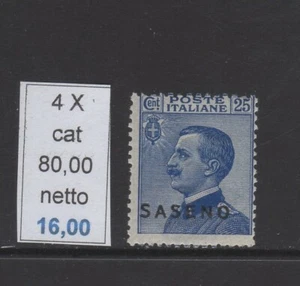 4 X
cat
80,00
netto
16,00
Cent POSTE 25
ITALIANE
SASENO